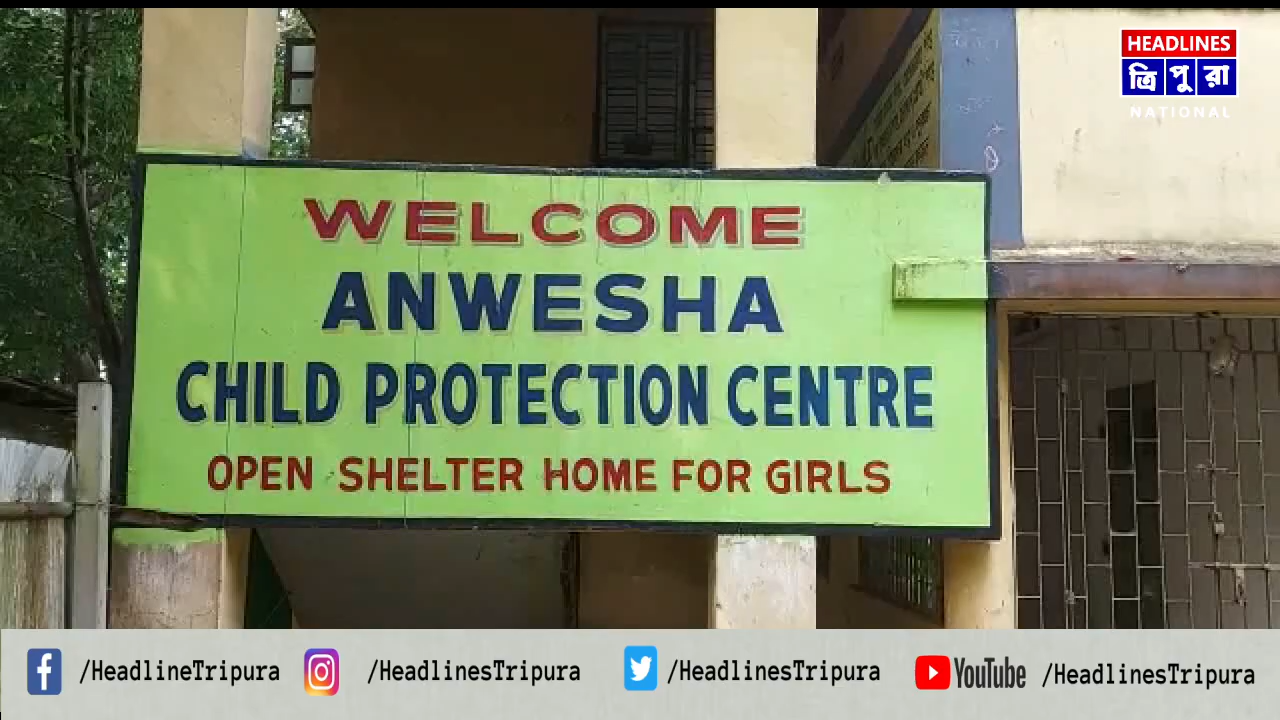 HEADLINES
ত্রিপুরা
NATIONAL
WELCOME
ANWESHA
CHILD PROTECTION CENTRE
OPEN SHELTER HOME FOR GIRLS
/HeadlineTripura /HeadlinesTripura /HeadlinesTripura YouTube /HeadlinesTripura